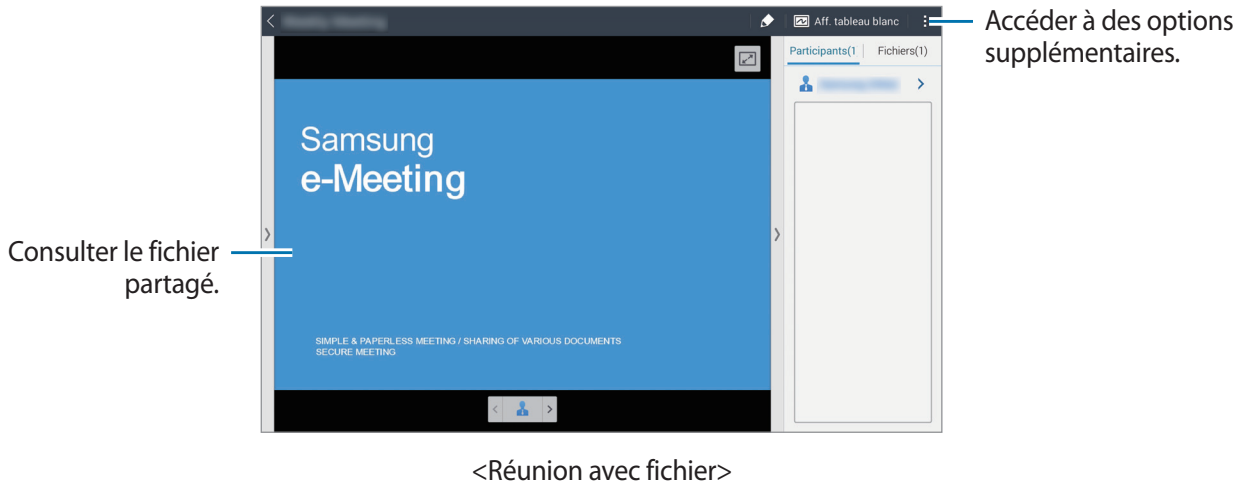 Aff. tableau blanc
Accéder à des options
supplémentaires.
Participants(1
Fichiers(1)
Samsung
e-Meeting
Consulter le fichier
partagé.
SIMPLE & PAPERLESS MEETING / SHARING OF VARIOUS DOCUMENTS
SECURE MEETING
<Réunion avec fichier>